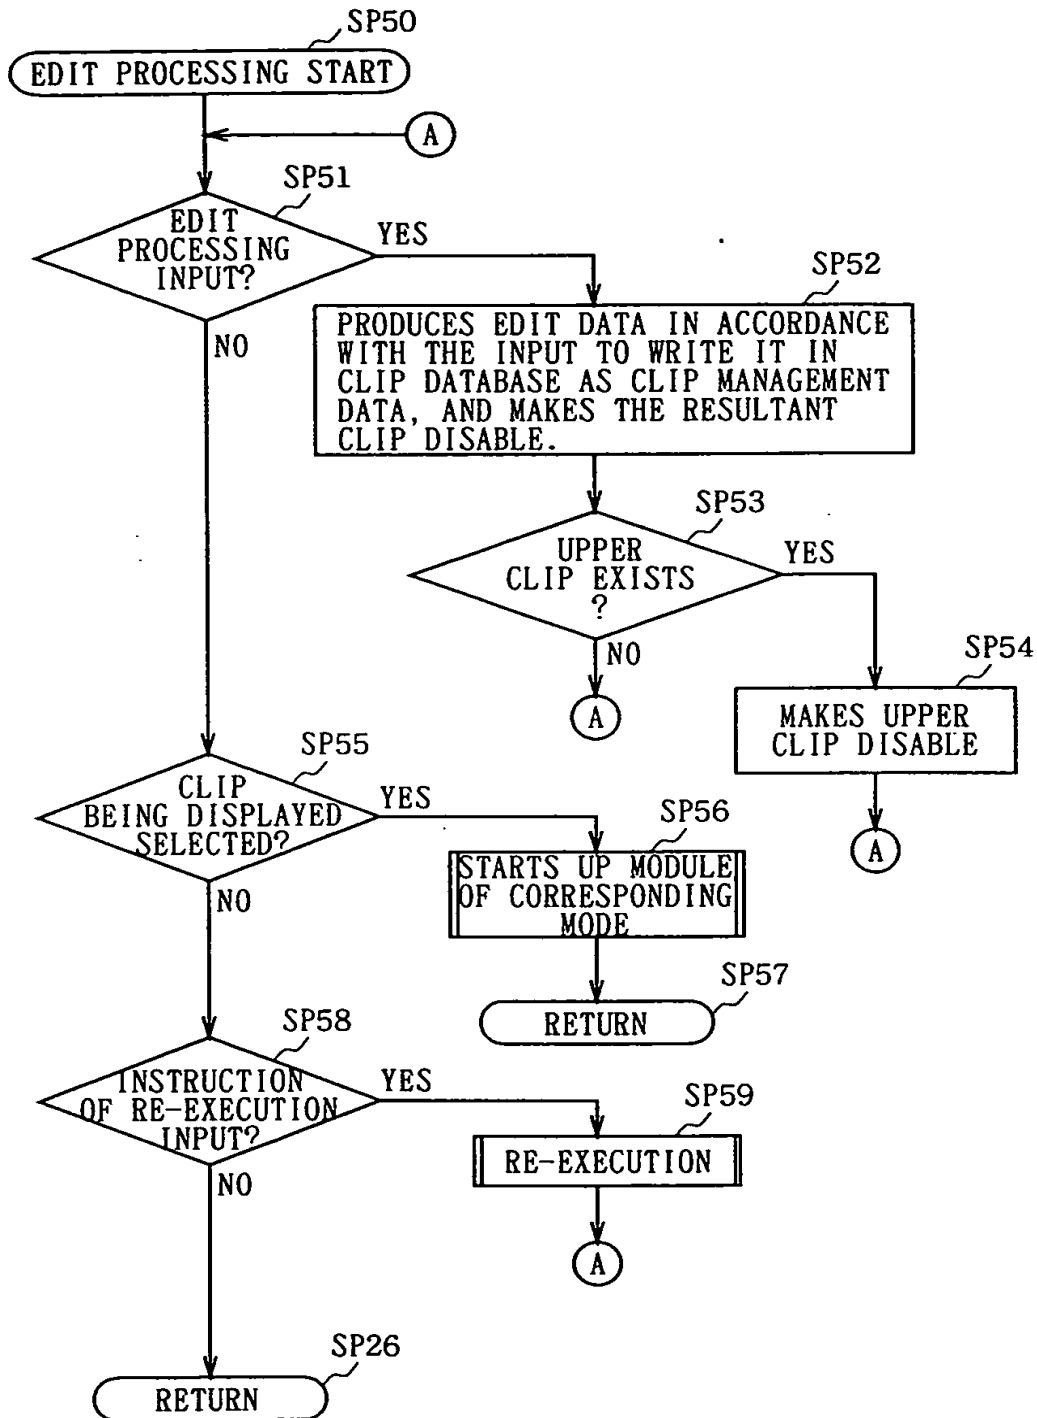 SP50
EDIT PROCESSING START
A
SP51
EDIT
PROCESSING
INPUT?
YES
NO
SP52
PRODUCES EDIT DATA IN ACCORDANCE
WITH THE INPUT TO WRITE IT IN
CLIP DATABASE AS CLIP MANAGEMENT
DATA, AND MAKES THE RESULTANT
CLIP DISABLE.
SP53
UPPER
CLIP EXISTS
?
YES
NO
A
SP54
MAKES UPPER
CLIP DISABLE
A
SP55
CLIP
BEING DISPLAYED
SELECTED?
YES
NO
SP56
STARTS UP MODULE
OF CORRESPONDING
MODE
SP57
RETURN
SP58
INSTRUCTION
OF RE-EXECUTION
INPUT?
YES
NO
SP59
RE-EXECUTION
A
SP26
RETURN